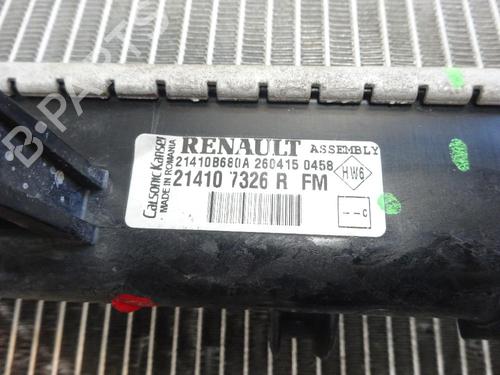 B-PARTS
RENAULT ASSEMBLY
21410B680A 260415 0458
21410 7326 R FM
Calsonic Kansei
MADE IN ROMANIA
HW6
--c